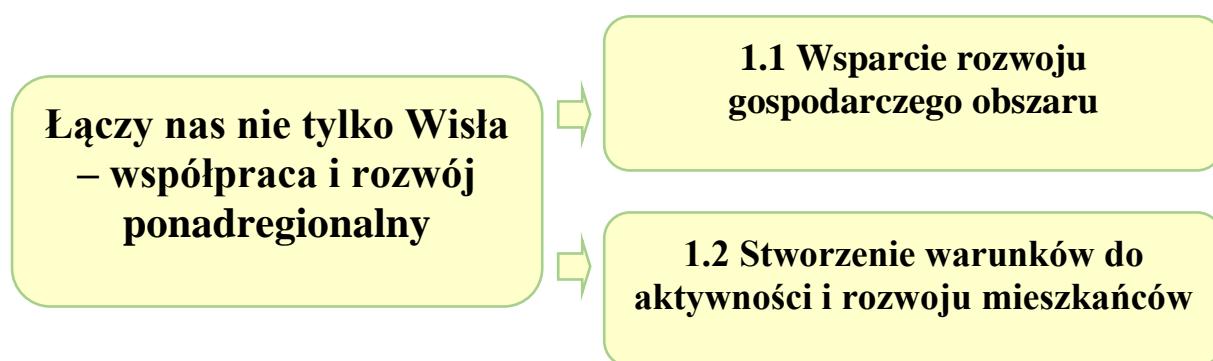 Łączy nas nie tylko Wisła
– współpraca i rozwój
ponadregionalny
1.1 Wsparcie rozwoju
gospodarczego obszaru
1.2 Stworzenie warunków do
aktywności i rozwoju mieszkańców